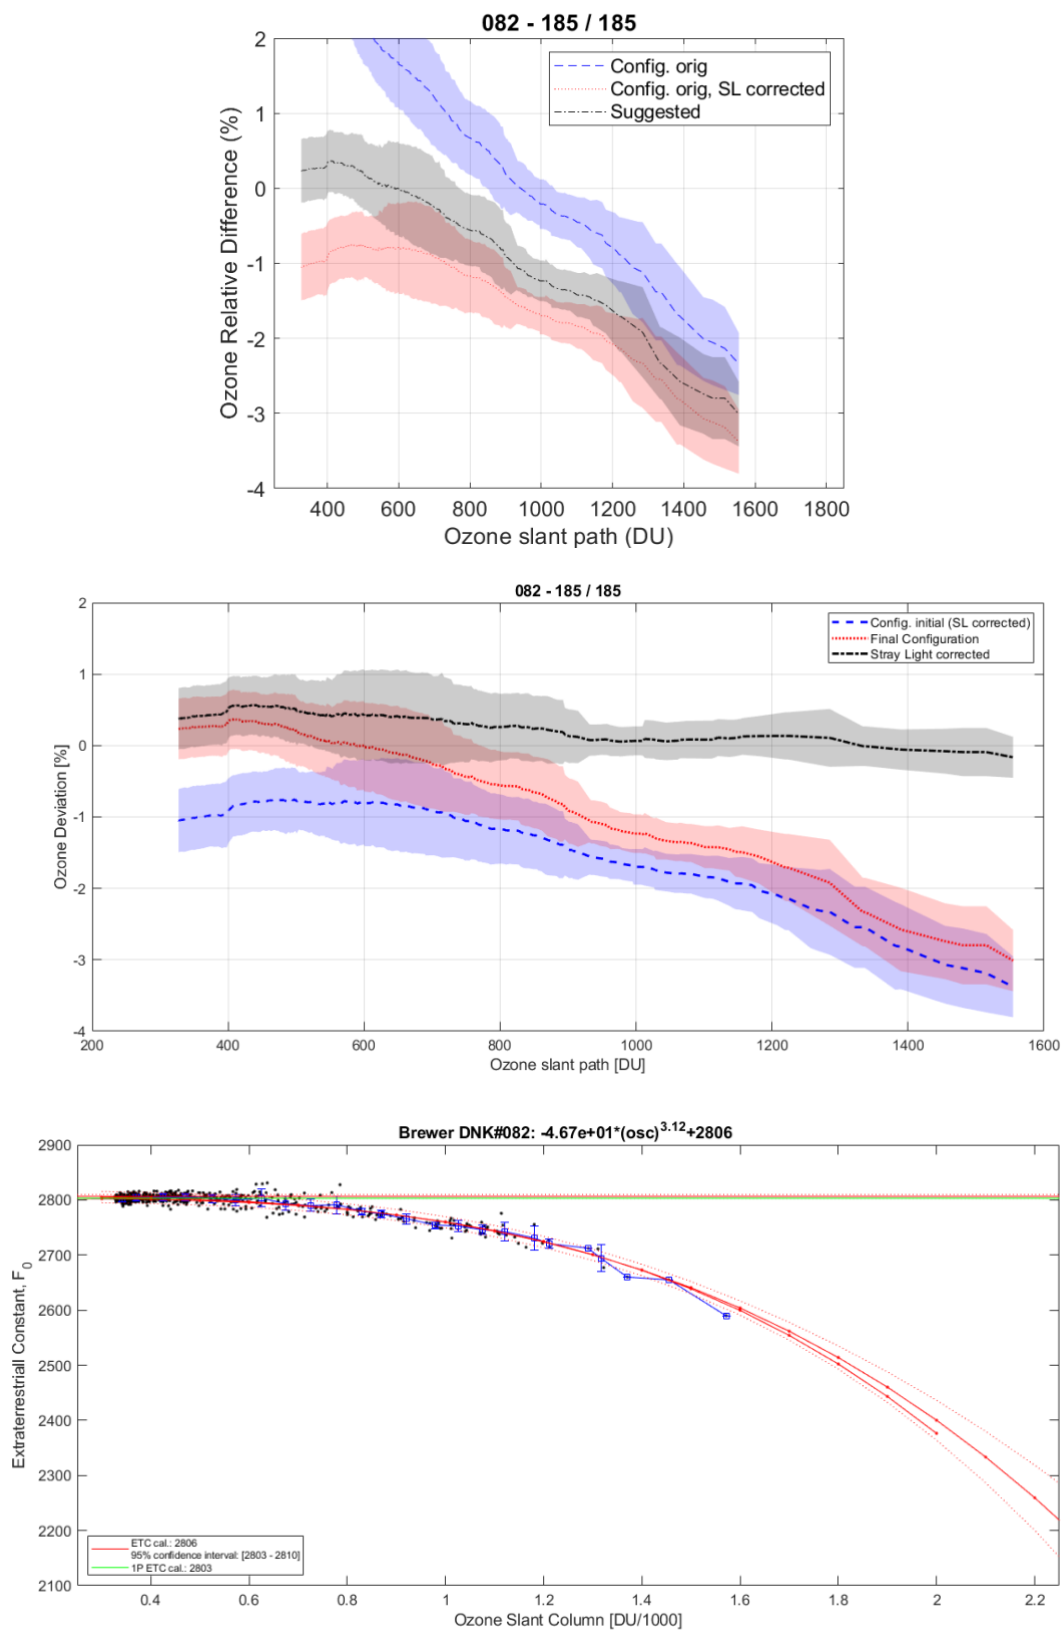 082 - 185 / 185
Config. orig
Config. orig, SL corrected
Suggested
Ozone Relative Difference (%)
2
1
0
-1
-2
-3
-4
400 600 800 1000 1200 1400 1600 1800
Ozone slant path (DU)
082 - 185 / 185
Config. initial (SL corrected)
Final Configuration
Stray Light corrected
Ozone Deviation [%]
2
1
0
-1
-2
-3
-4
200 400 600 800 1000 1200 1400 1600
Ozone slant path [DU]
Brewer DNK#082: -4.67e+01*(osc)^3.12+2806
Extraterrestriall Constant, F_0
2900
2800
2700
2600
2500
2400
2300
2200
2100
ETC cal.: 2806
95% confidence interval: [2803 - 2810]
1P ETC cal.: 2803
0.4 0.6 0.8 1 1.2 1.4 1.6 1.8 2 2.2
Ozone Slant Column [DU/1000]